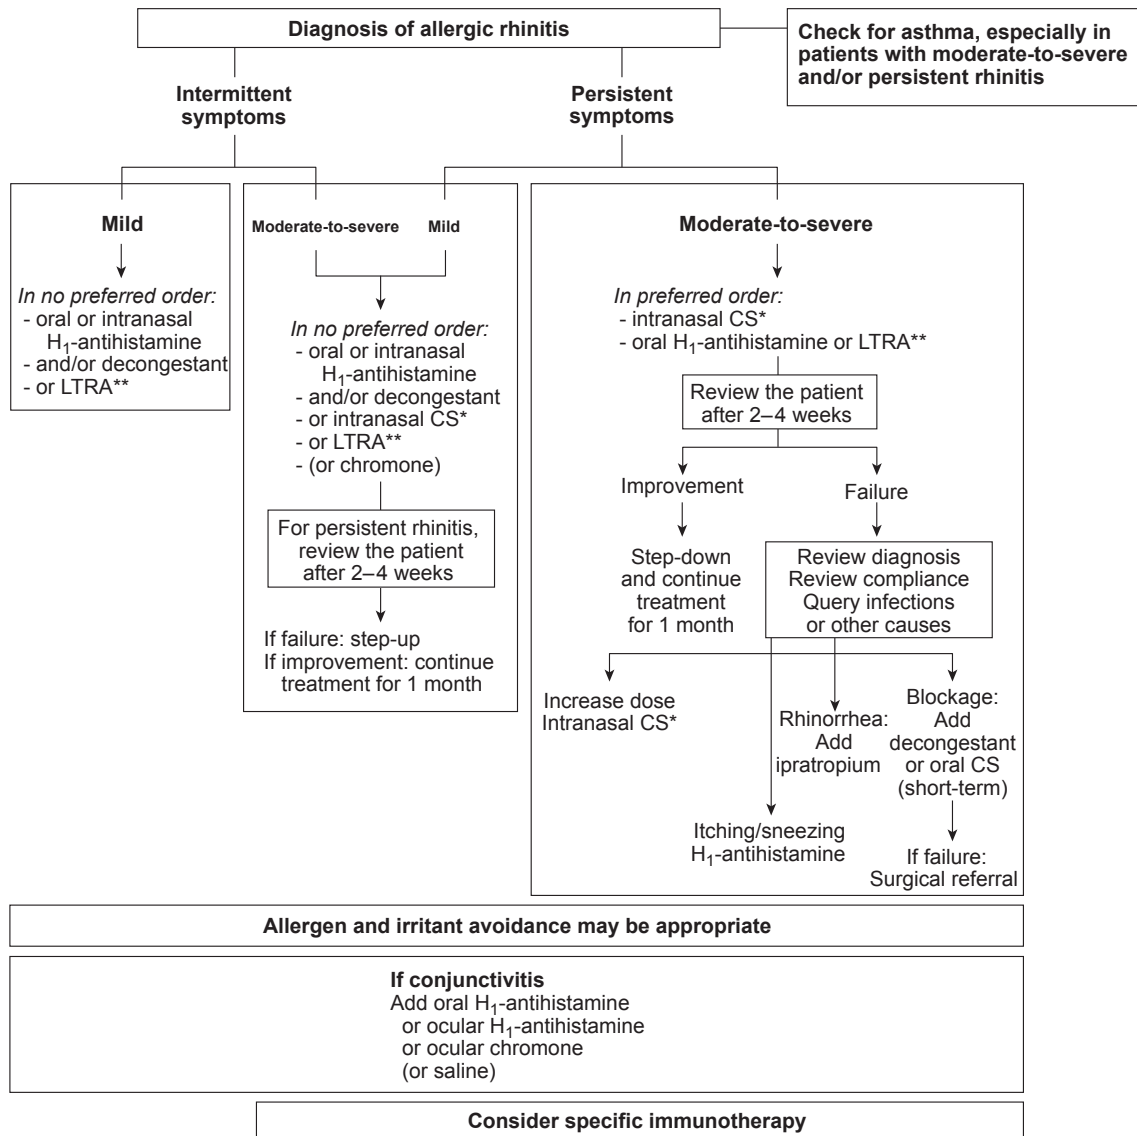 Diagnosis of allergic rhinitis
Check for asthma, especially in
patients with moderate-to-severe
and/or persistent rhinitis
Intermittent
symptoms
Persistent
symptoms
Mild
In no preferred order:
- oral or intranasal
H1-antihistamine
- and/or decongestant
- or LTRA**
Moderate-to-severe
Mild
In no preferred order:
- oral or intranasal
H1-antihistamine
- and/or decongestant
- or intranasal CS*
- or LTRA**
- (or chromone)
For persistent rhinitis,
review the patient
after 2–4 weeks
If failure: step-up
If improvement: continue
treatment for 1 month
Moderate-to-severe
In preferred order:
- intranasal CS*
- oral H1-antihistamine or LTRA**
Review the patient
after 2–4 weeks
Improvement
Step-down
and continue
treatment
for 1 month
Failure
Review diagnosis
Review compliance
Query infections
or other causes
Increase dose
Intranasal CS*
Itching/sneezing
H1-antihistamine
Rhinorrhea:
Add
ipratropium
Blockage:
Add
decongestant
or oral CS
(short-term)
If failure:
Surgical referral
Allergen and irritant avoidance may be appropriate
If conjunctivitis
Add oral H1-antihistamine
or ocular H1-antihistamine
or ocular chromone
(or saline)
Consider specific immunotherapy